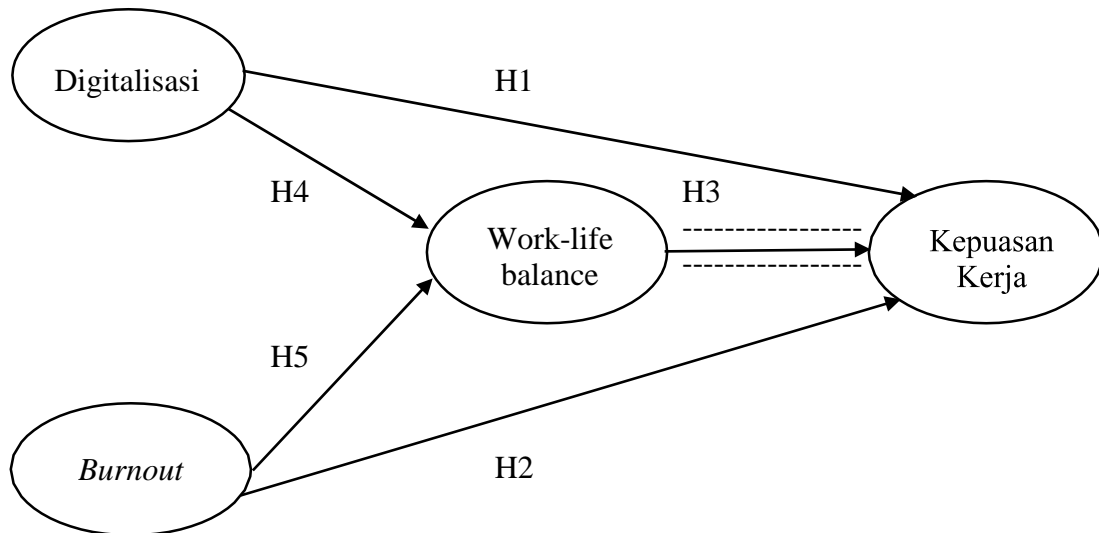 Digitalisasi
H1
H4
H3
Work-life
balance
Kepuasan
Kerja
H5
Burnout
H2